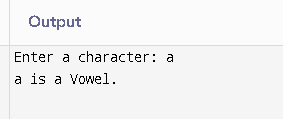 Output
Enter a character: a
a is a Vowel.